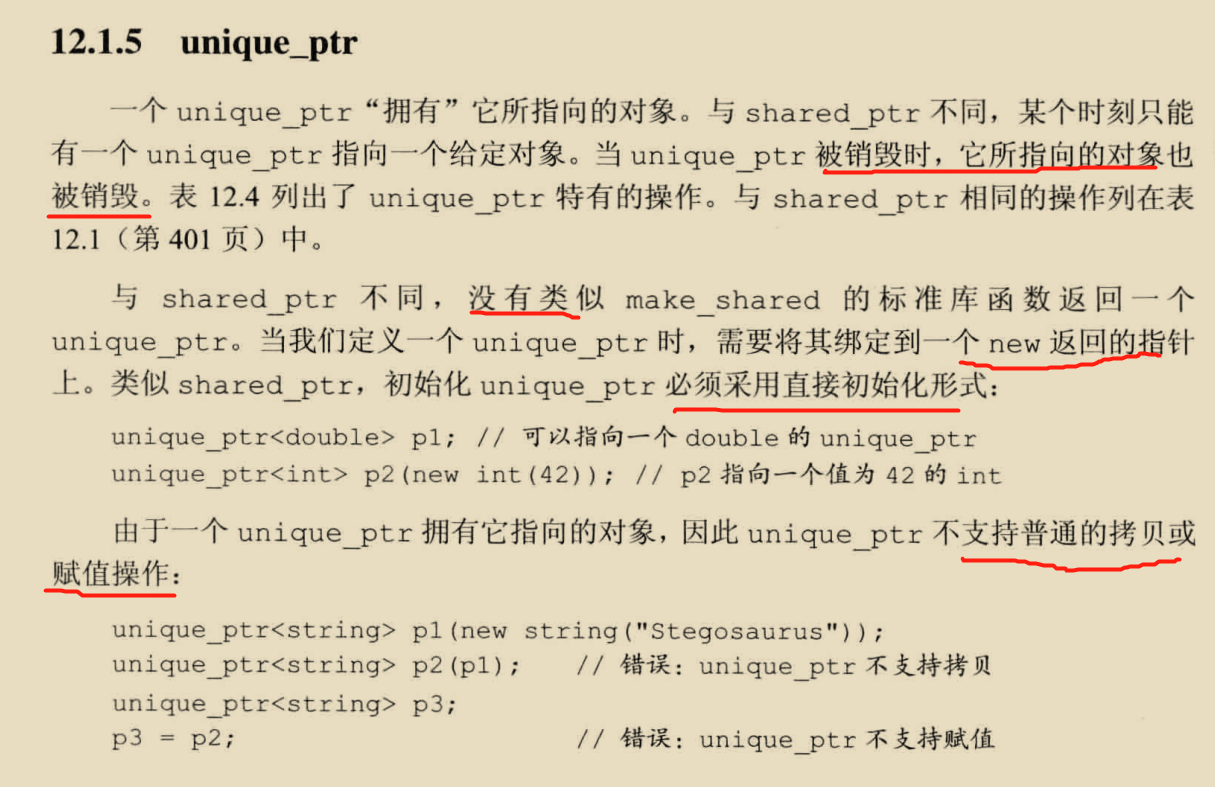 12.1.5 unique_ptr
一个 unique_ptr“拥有”它所指向的对象。与 shared_ptr 不同，某个时刻只能
有一个 unique_ptr 指向一个给定对象。当 unique_ptr 被销毁时，它所指向的对象也
被销毁。表 12.4 列出了 unique_ptr 特有的操作。与 shared_ptr 相同的操作列在表
12.1（第 401 页）中。
与 shared_ptr 不同，没有类似 make_shared 的标准库函数返回一个
unique_ptr。当我们定义一个 unique_ptr 时，需要将其绑定到一个 new 返回的指针
上。类似 shared_ptr，初始化 unique_ptr 必须采用直接初始化形式：
unique_ptr<double> p1; // 可以指向一个 double 的 unique_ptr
unique_ptr<int> p2(new int(42)); // p2 指向一个值为 42 的 int
由于一个 unique_ptr 拥有它指向的对象，因此 unique_ptr 不支持普通的拷贝或
赋值操作：
unique_ptr<string> p1(new string("Stegosaurus"));
unique_ptr<string> p2(p1); // 错误：unique_ptr 不支持拷贝
unique_ptr<string> p3;
p3 = p2; // 错误：unique_ptr 不支持赋值